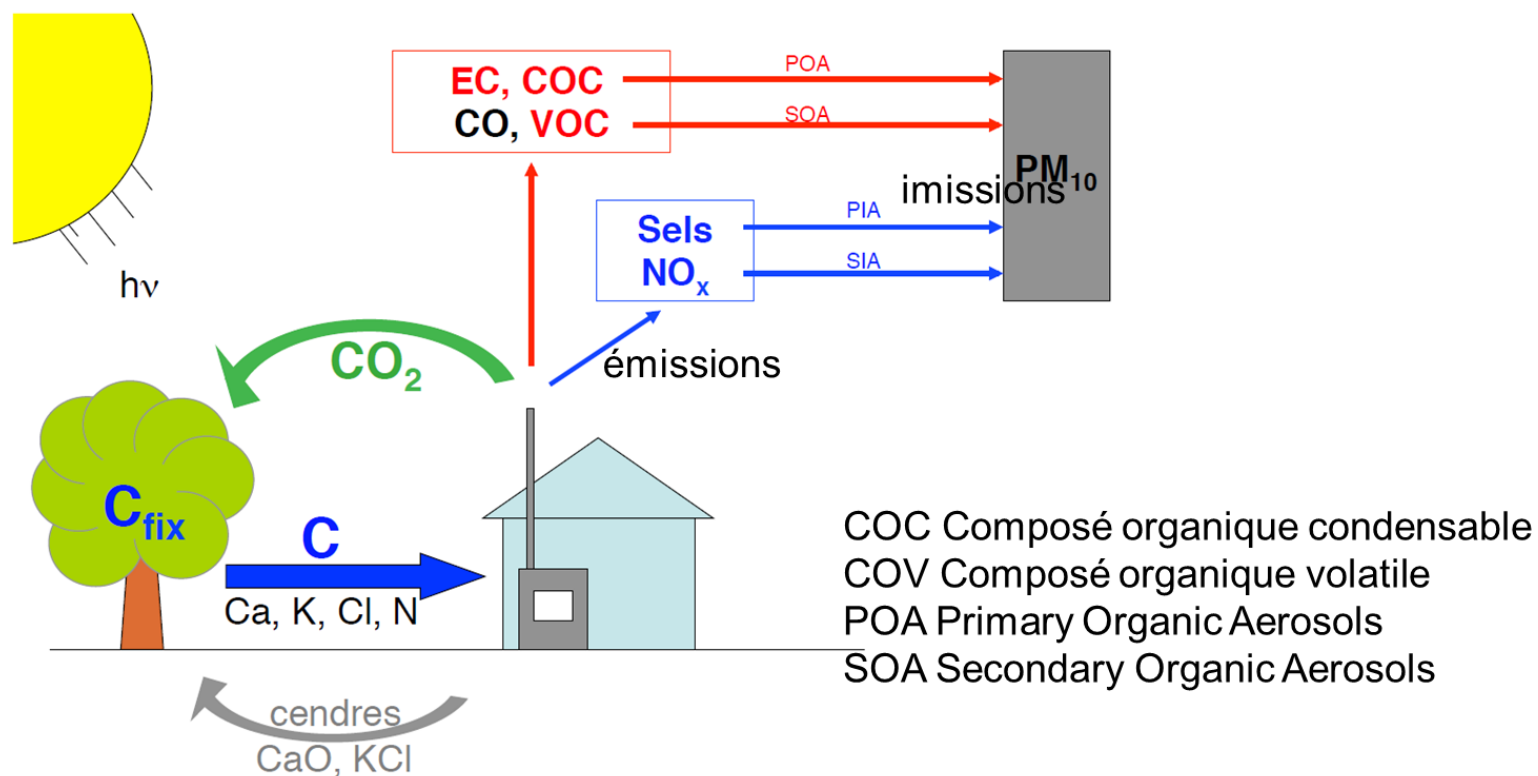 EC, COC
CO, VOC
POA
SOA
PM10
imissions
Sels
NOx
PIA
SIA
hν
CO2
émissions
Cfix
C
Ca, K, Cl, N
COC Composé organique condensable
COV Composé organique volatile
POA Primary Organic Aerosols
SOA Secondary Organic Aerosols
cendres
CaO, KCl